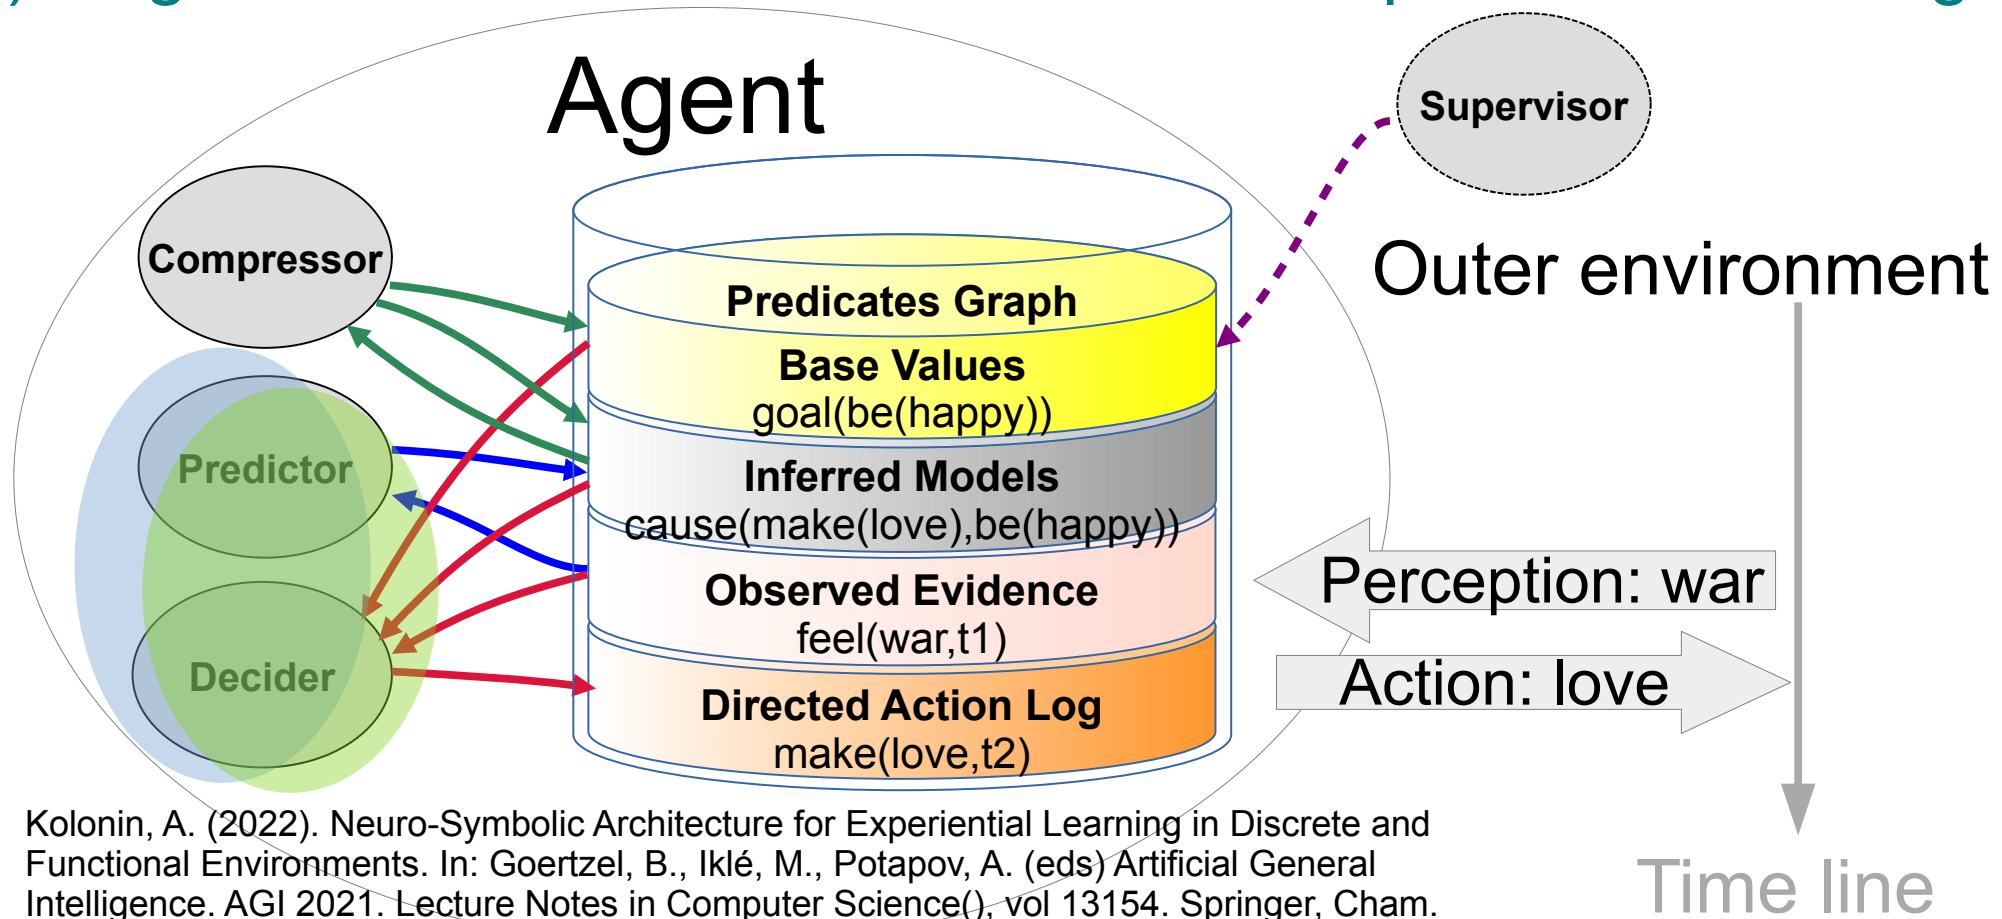 Agent
Supervisor
Compressor
Outer environment
Predicates Graph
Base Values
goal(be(happy))
Predictor
Inferred Models
cause(make(love),be(happy))
Perception: war
Observed Evidence
feel(war,t1)
Decider
Action: love
Directed Action Log
make(love,t2)
Kolonin, A. (2022). Neuro-Symbolic Architecture for Experiential Learning in Discrete and
Functional Environments. In: Goertzel, B., Iklé, M., Potapov, A. (eds) Artificial General
Intelligence. AGI 2021. Lecture Notes in Computer Science(), vol 13154. Springer, Cham.
Time line